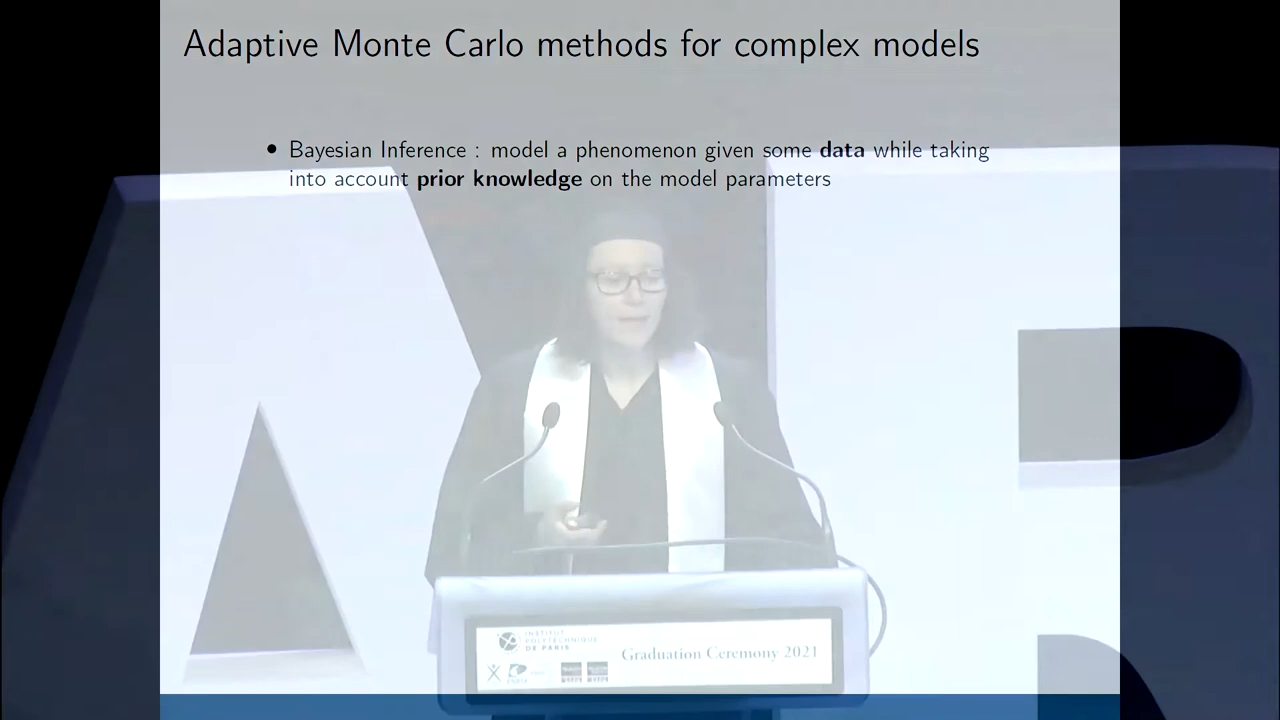 Adaptive Monte Carlo methods for complex models
• Bayesian Inference : model a phenomenon given some data while taking
into account prior knowledge on the model parameters
INSTITUT
POLYTECHNIQUE
DE PARIS
Graduation Ceremony 2021